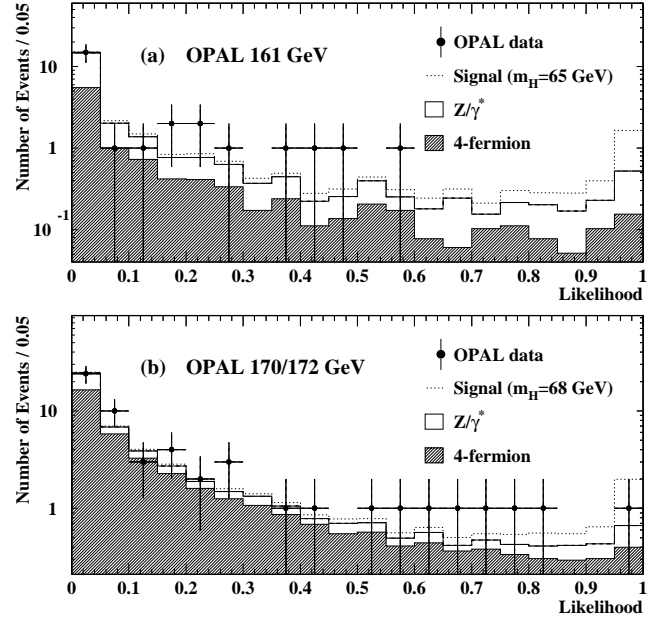 (a) OPAL 161 GeV
OPAL data
Signal (m_H=65 GeV)
Z/γ*
4-fermion
Number of Events / 0.05
10
1
10 -1
0 0.1 0.2 0.3 0.4 0.5 0.6 0.7 0.8 0.9 1
Likelihood
(b) OPAL 170/172 GeV
OPAL data
Signal (m_H=68 GeV)
Z/γ*
4-fermion
Number of Events / 0.05
10
1
0 0.1 0.2 0.3 0.4 0.5 0.6 0.7 0.8 0.9 1
Likelihood